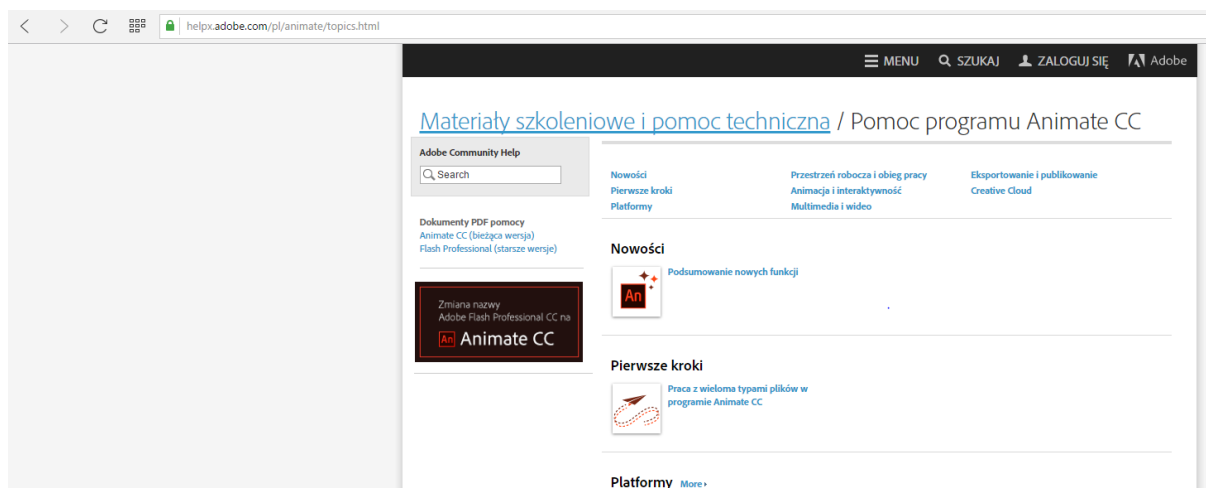 helpx.adobe.com/pl/animate/topics.html
MENU SZUKAJ ZALOGUJ SIĘ Adobe
Materiały szkoleniowe i pomoc techniczna / Pomoc programu Animate CC
Adobe Community Help
Search
Dokumenty PDF pomocy
Animate CC (bieżąca wersja)
Flash Professional (starsze wersje)
Zmiana nazwy
Adobe Flash Professional CC na
An Animate CC
Nowości
Pierwsze kroki
Platformy
Przestrzeń robocza i obieg pracy
Animacja i interaktywność
Multimedia i wideo
Eksportowanie i publikowanie
Creative Cloud
Nowości
An
Podsumowanie nowych funkcji
Pierwsze kroki
Praca z wieloma typami plików w
programie Animate CC
Platformy More